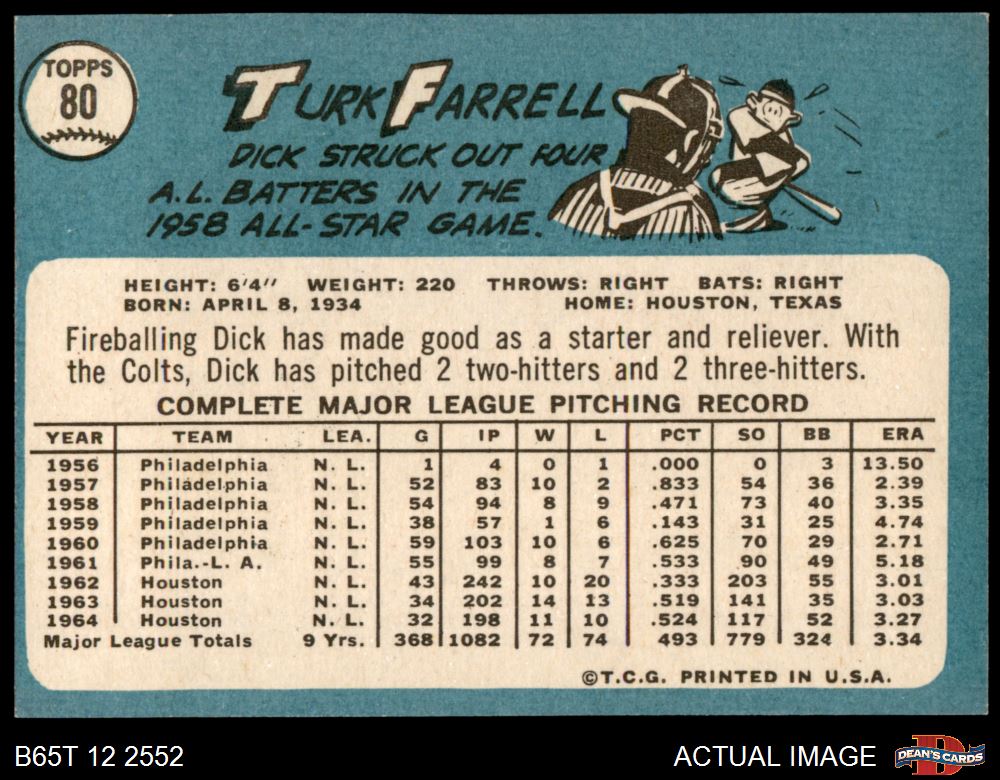 TOPPS
80
TURK FARRELL
DICK STRUCK OUT FOUR
A.L. BATTERS IN THE
1958 ALL-STAR GAME.
HEIGHT: 6'4" WEIGHT: 220 THROWS: RIGHT BATS: RIGHT
BORN: APRIL 8, 1934 HOME: HOUSTON, TEXAS
Fireballing Dick has made good as a starter and reliever. With
the Colts, Dick has pitched 2 two-hitters and 2 three-hitters.
COMPLETE MAJOR LEAGUE PITCHING RECORD
YEAR TEAM LEA. G IP W L PCT SO BB ERA
1956 Philadelphia N. L. 1 4 0 1 .000 0 3 13.50
1957 Philadelphia N. L. 52 83 10 2 .833 54 36 2.39
1958 Philadelphia N. L. 54 94 8 9 .471 73 40 3.35
1959 Philadelphia N. L. 38 57 1 6 .143 31 25 4.74
1960 Philadelphia N. L. 59 103 10 6 .625 70 29 2.71
1961 Phila.-L. A. N. L. 55 99 8 7 .533 90 49 5.18
1962 Houston N. L. 43 242 10 20 .333 203 55 3.01
1963 Houston N. L. 34 202 14 13 .519 141 35 3.03
1964 Houston N. L. 32 198 11 10 .524 117 52 3.27
Major League Totals 9 Yrs. 368 1082 72 74 493 779 324 3.34
©T.C.G. PRINTED IN U.S.A.
B65T 12 2552 ACTUAL IMAGE DEAN'S CARDS